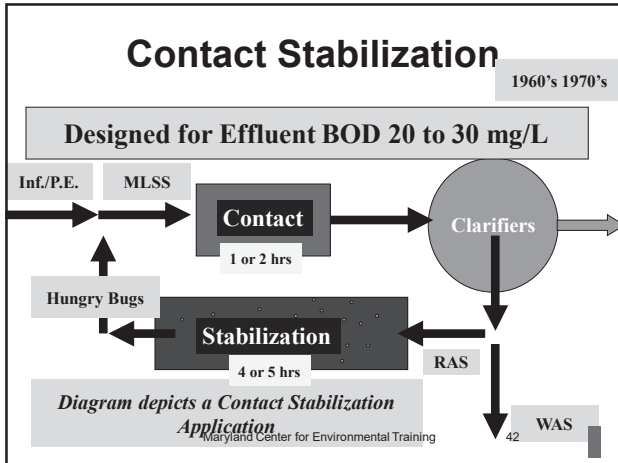 Contact Stabilization
1960's 1970's
Designed for Effluent BOD 20 to 30 mg/L
Inf./P.E.
MLSS
Contact
1 or 2 hrs
Clarifiers
Hungry Bugs
Stabilization
4 or 5 hrs
RAS
WAS
Diagram depicts a Contact Stabilization
Application
Maryland Center for Environmental Training
42